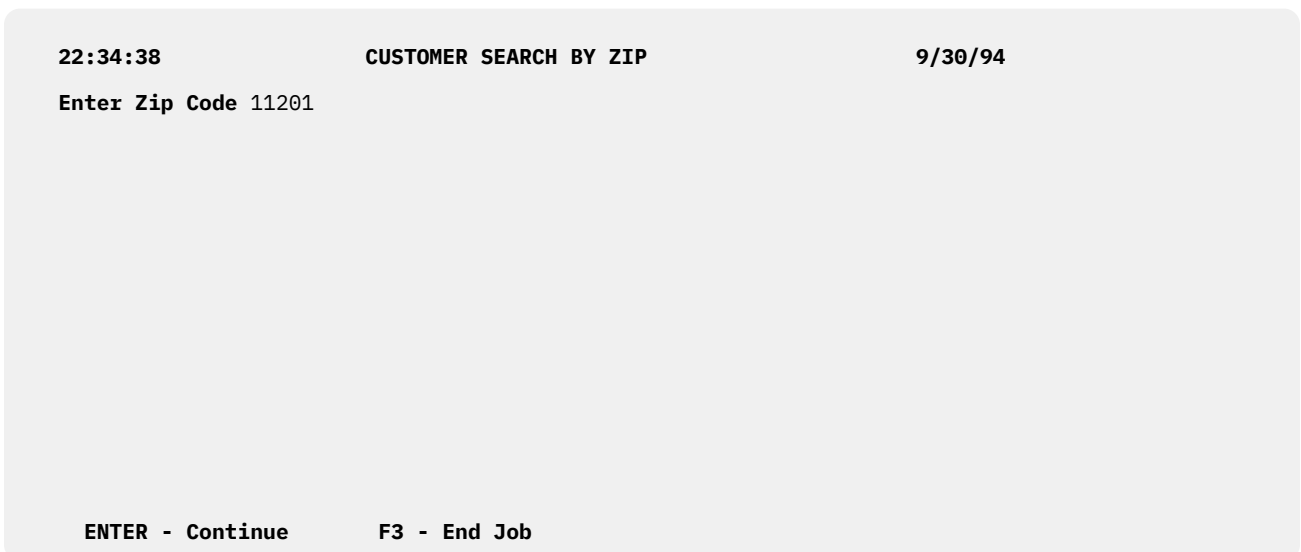 22:34:38 CUSTOMER SEARCH BY ZIP 9/30/94
Enter Zip Code 11201
ENTER - Continue F3 - End Job